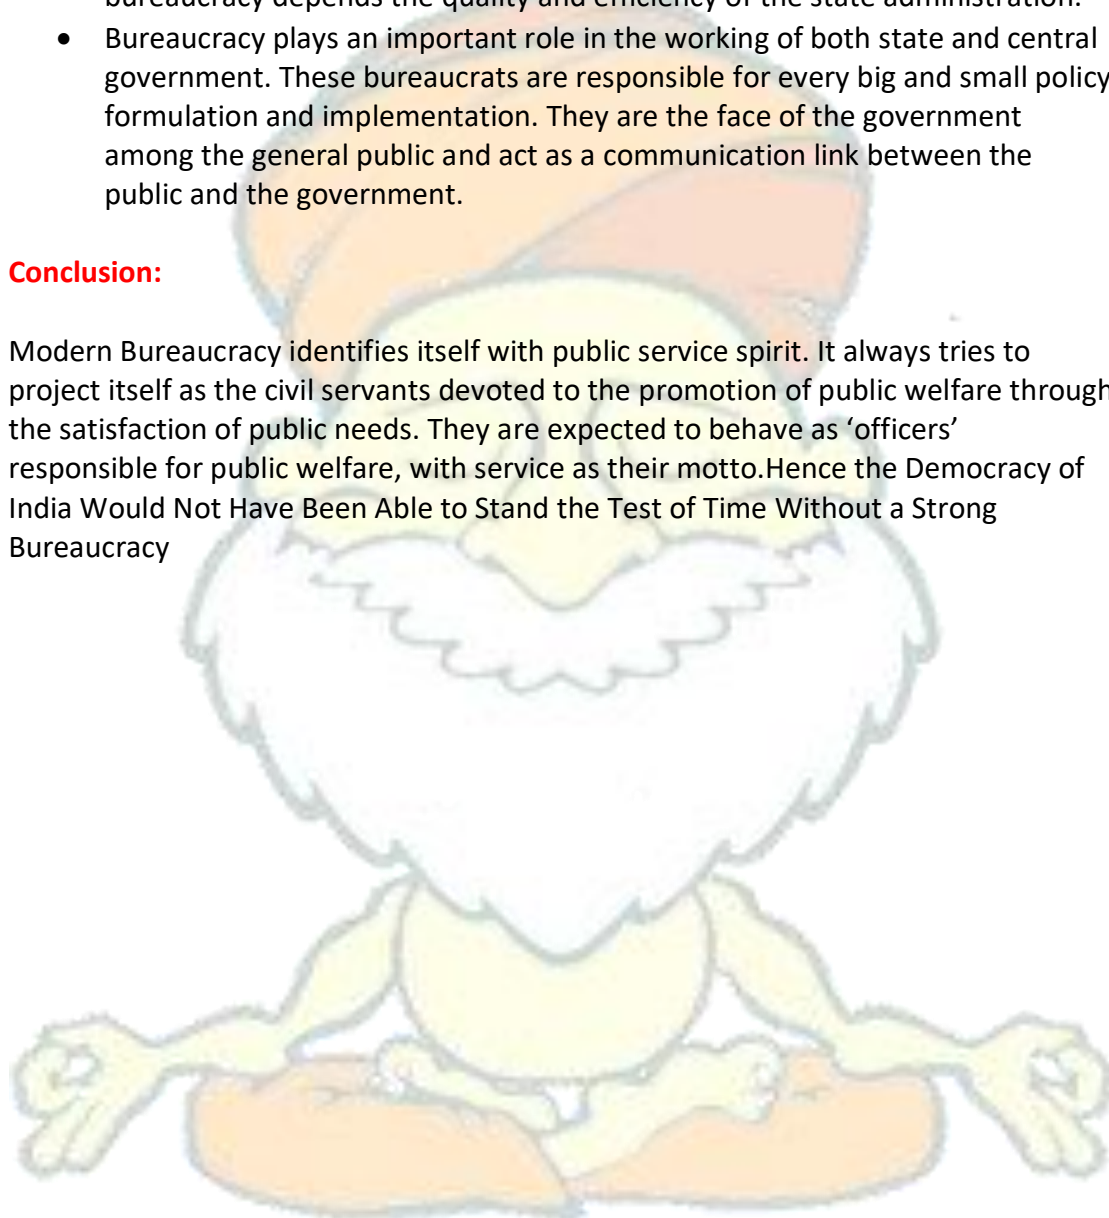 bureaucracy depends the quality and efficiency of the state administration.
• Bureaucracy plays an important role in the working of both state and central
government. These bureaucrats are responsible for every big and small policy
formulation and implementation. They are the face of the government
among the general public and act as a communication link between the
public and the government.
Conclusion:
Modern Bureaucracy identifies itself with public service spirit. It always tries to
project itself as the civil servants devoted to the promotion of public welfare through
the satisfaction of public needs. They are expected to behave as ‘officers’
responsible for public welfare, with service as their motto.Hence the Democracy of
India Would Not Have Been Able to Stand the Test of Time Without a Strong
Bureaucracy